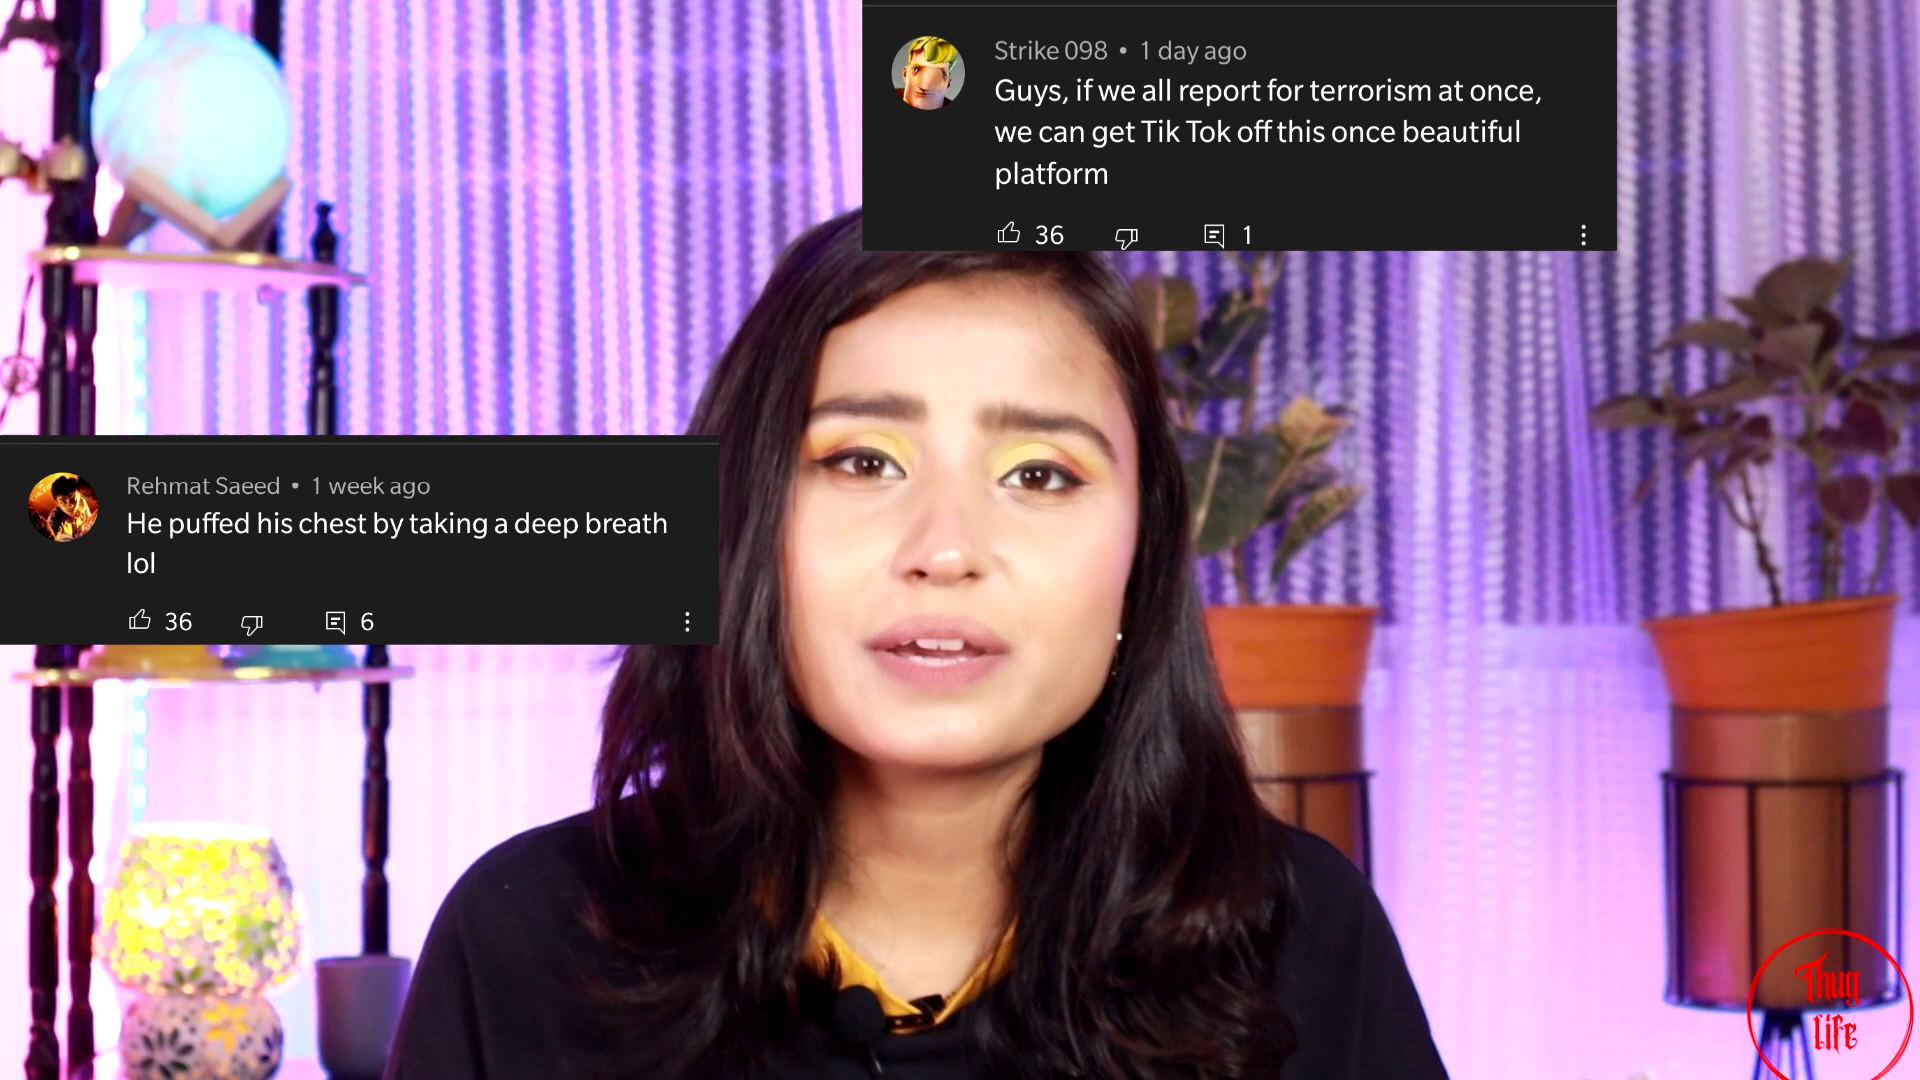 Strike 098 • 1 day ago
Guys, if we all report for terrorism at once,
we can get Tik Tok off this once beautiful
platform
36 1
Rehmat Saeed • 1 week ago
He puffed his chest by taking a deep breath
lol
36 6
Thug
life